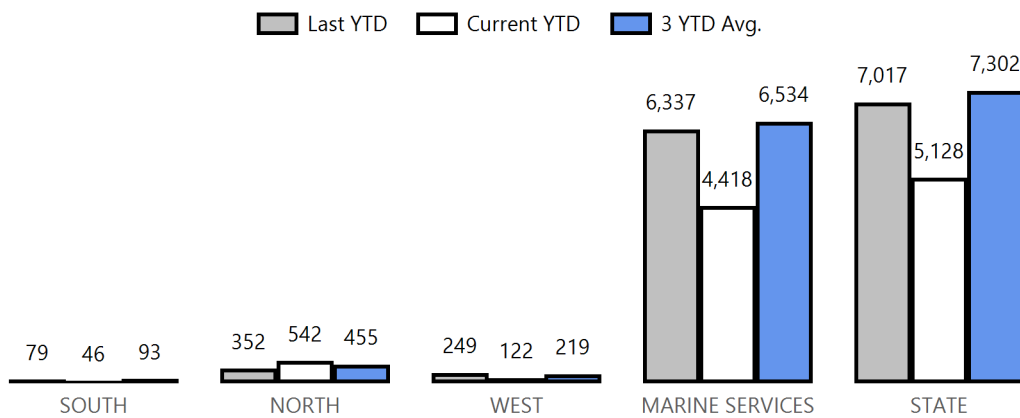 Last YTD Current YTD 3 YTD Avg.
79 46 93
352 542 455
249 122 219
6,337 4,418 6,534
7,017 5,128 7,302
SOUTH NORTH WEST MARINE SERVICES STATE